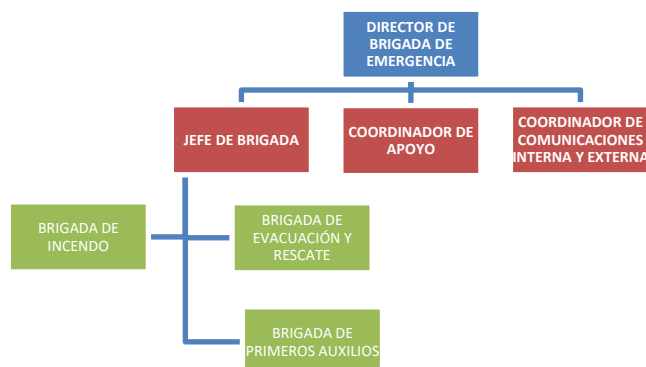 DIRECTOR DE
BRIGADA DE
EMERGENCIA
JEFE DE BRIGADA
COORDINADOR DE
APOYO
COORDINADOR DE
COMUNICACIONES
INTERNA Y EXTERNA
BRIGADA DE
INCENDO
BRIGADA DE
EVACUACIÓN Y
RESCATE
BRIGADA DE
PRIMEROS AUXILIOS